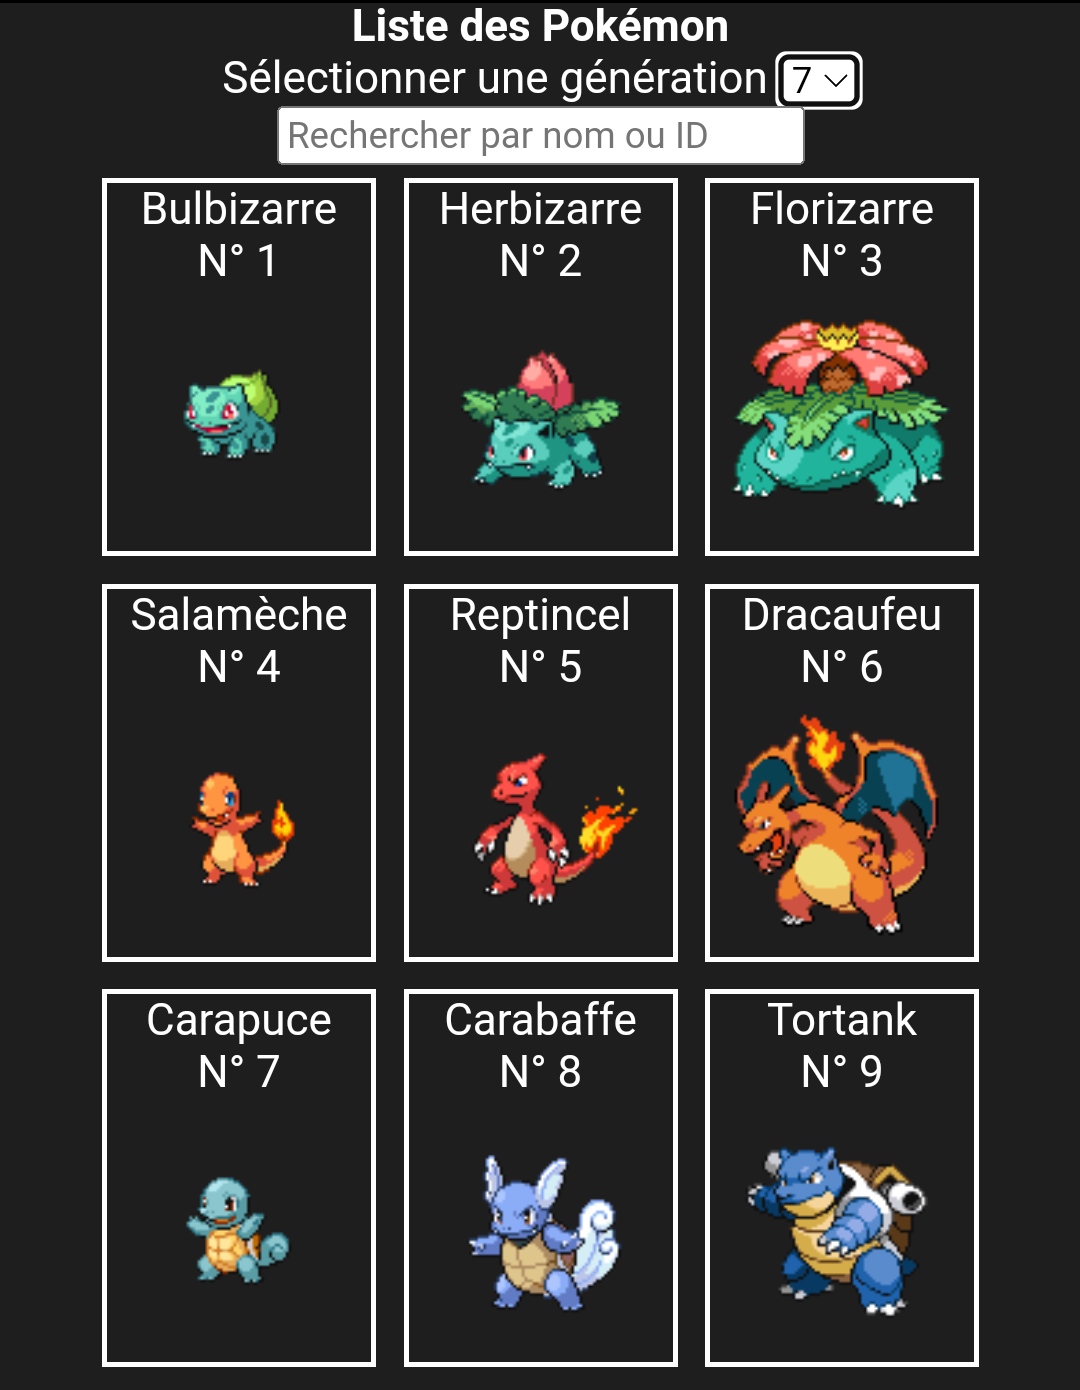 Liste des Pokémon
Sélectionner une génération 7
Rechercher par nom ou ID
Bulbizarre
N° 1
Herbizarre
N° 2
Florizarre
N° 3
Salamèche
N° 4
Reptincel
N° 5
Dracaufeu
N° 6
Carapuce
N° 7
Carabaffe
N° 8
Tortank
N° 9